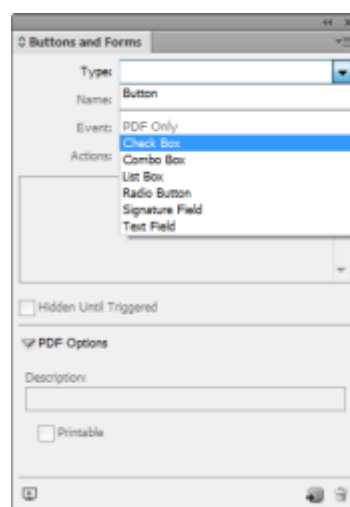 Buttons and Forms
Type:
Name:
Button
Event:
PDF Only
Check Box
Actions:
Combo Box
List Box
Radio Button
Signature Field
Text Field
Hidden Until Triggered
PDF Options
Description:
Printable